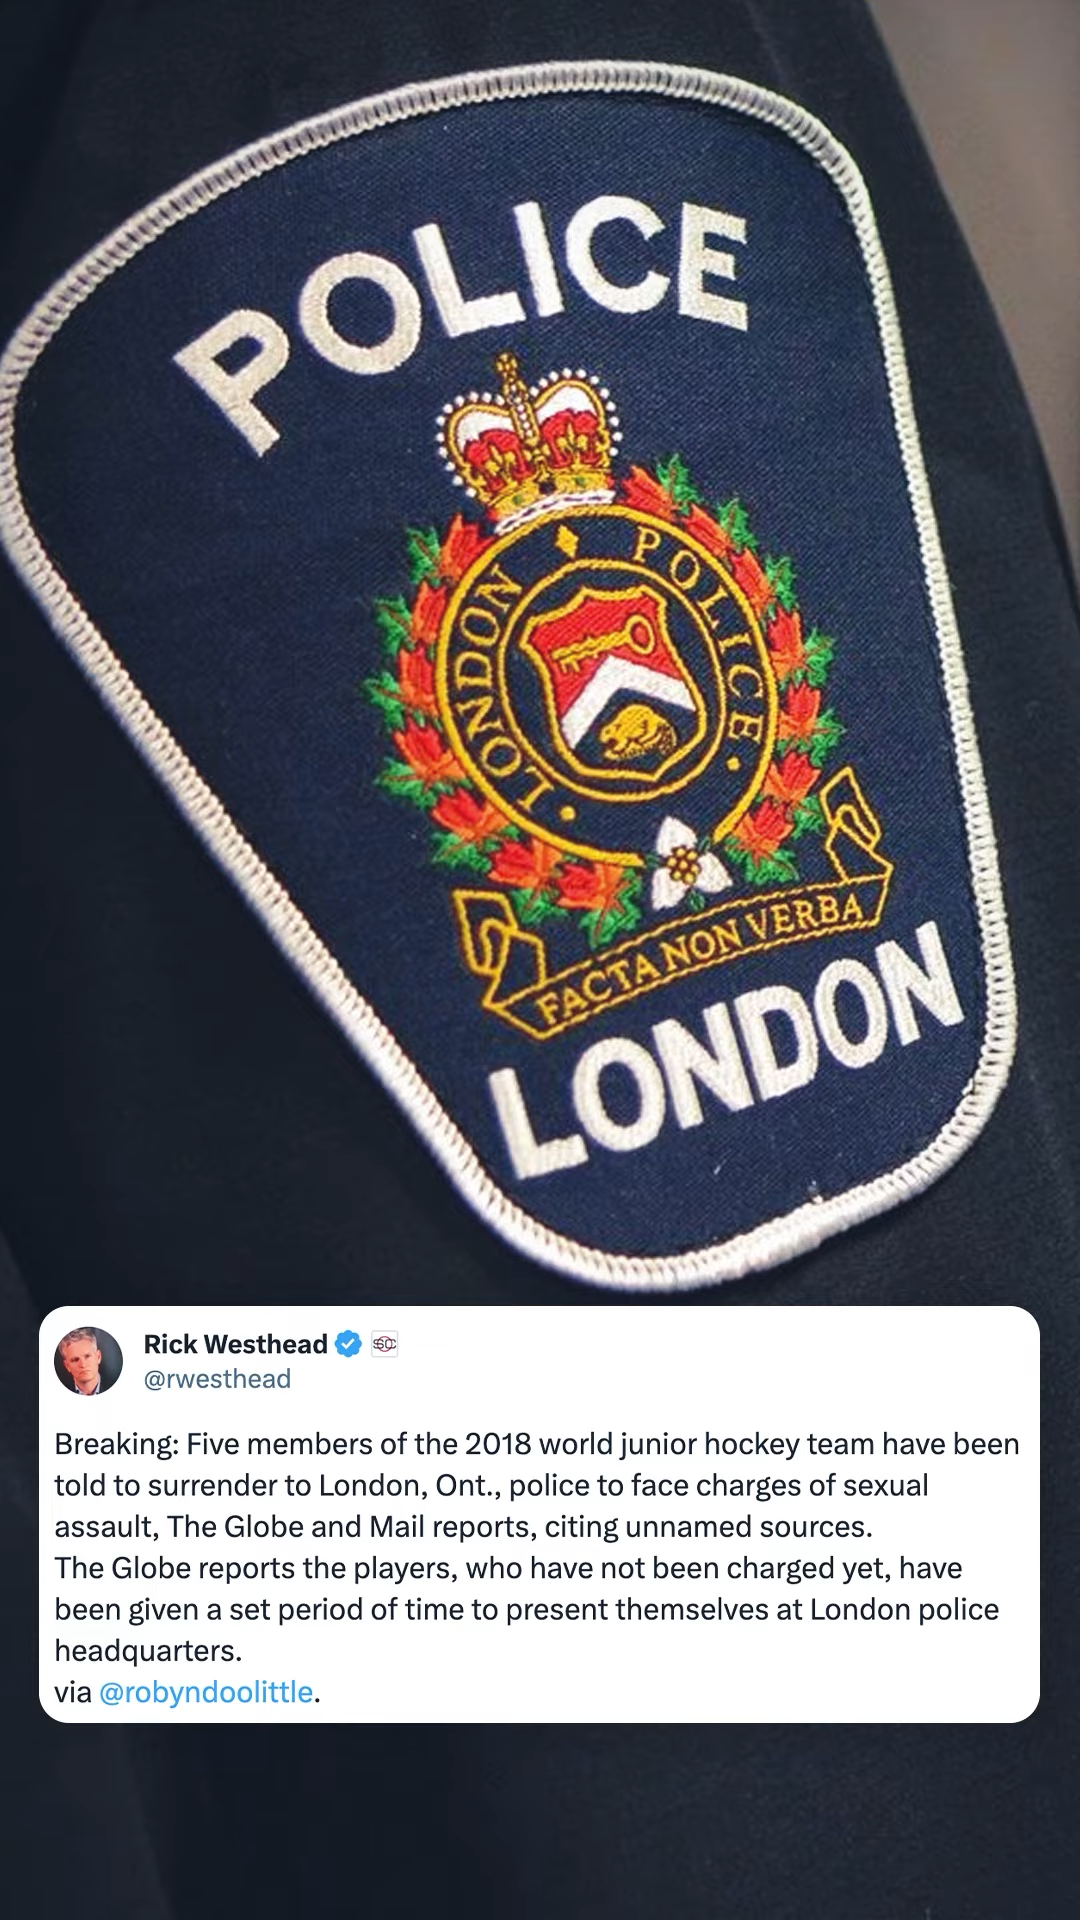 POLICE
LONDON POLICE
FACTA NON VERBA
LONDON
Rick Westhead
@rwesthead
Breaking: Five members of the 2018 world junior hockey team have been
told to surrender to London, Ont., police to face charges of sexual
assault, The Globe and Mail reports, citing unnamed sources.
The Globe reports the players, who have not been charged yet, have
been given a set period of time to present themselves at London police
headquarters.
via @robyndoolittle.